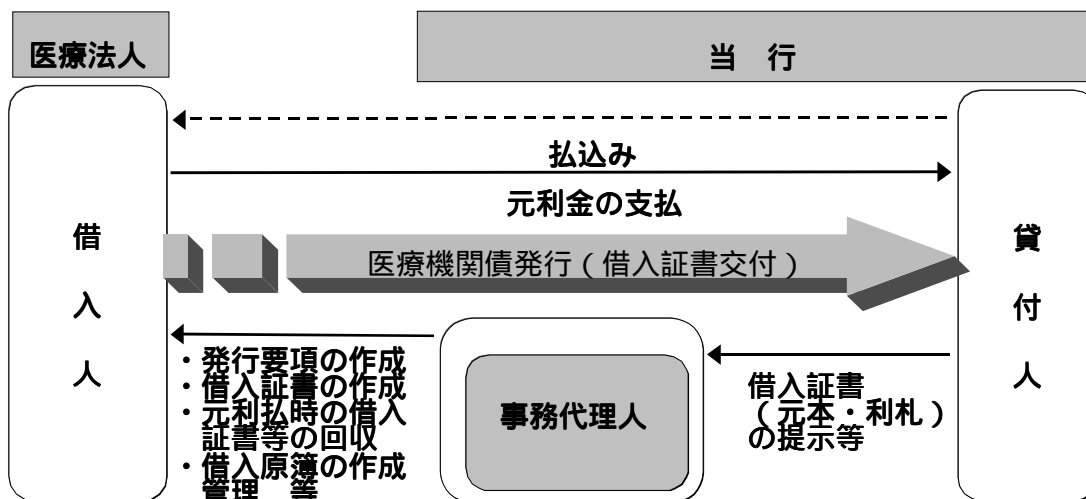 医療法人
当 行
払込み
元利金の支払
医療機関債発行（借入証書交付）
借
入
人
貸
付
人
・発行要項の作成
・借入証書の作成
・元利払時の借入
証書等の回収
・借入原簿の作成
管理 等
事務代理人
借入証書
（元本・利札）
の提示等